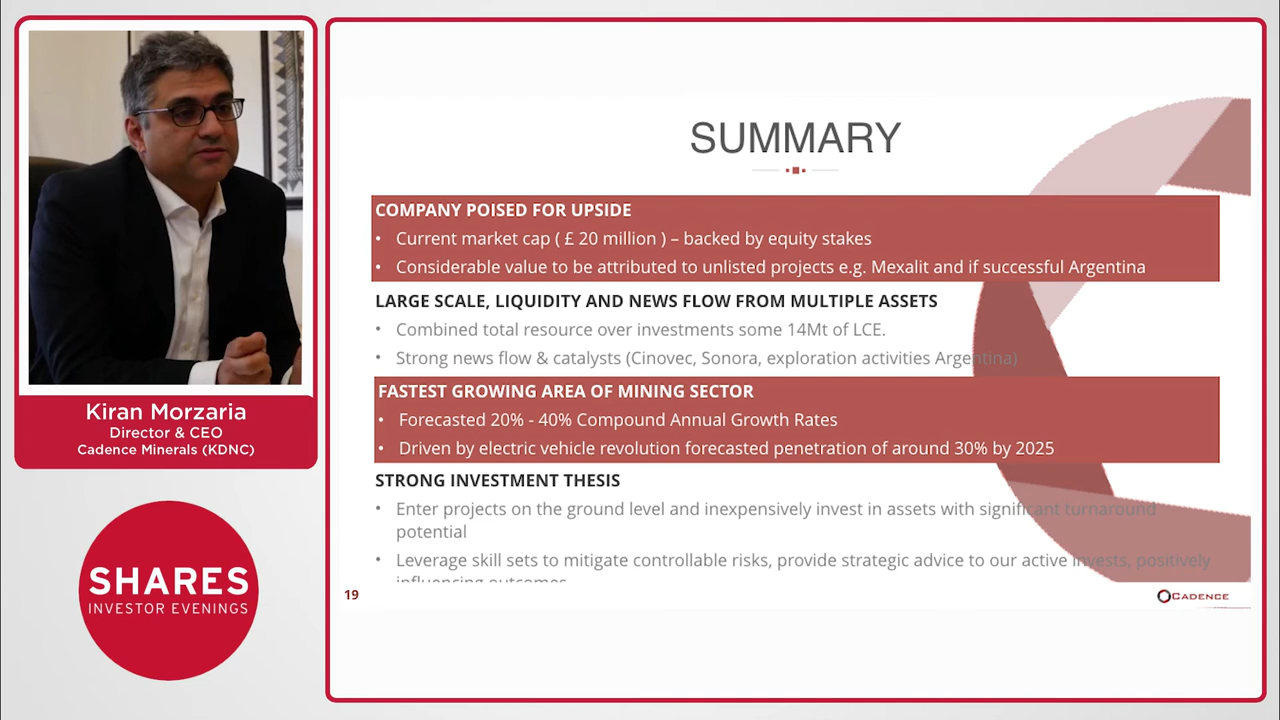 Kiran Morzaria
Director & CEO
Cadence Minerals (KDNC)
SHARES
INVESTOR EVENINGS
SUMMARY
COMPANY POISED FOR UPSIDE
• Current market cap ( £ 20 million ) – backed by equity stakes
• Considerable value to be attributed to unlisted projects e.g. Mexalit and if successful Argentina
LARGE SCALE, LIQUIDITY AND NEWS FLOW FROM MULTIPLE ASSETS
• Combined total resource over investments some 14Mt of LCE.
• Strong news flow & catalysts (Cinovec, Sonora, exploration activities Argentina)
FASTEST GROWING AREA OF MINING SECTOR
• Forecasted 20% - 40% Compound Annual Growth Rates
• Driven by electric vehicle revolution forecasted penetration of around 30% by 2025
STRONG INVESTMENT THESIS
• Enter projects on the ground level and inexpensively invest in assets with significant turnaround
potential
• Leverage skill sets to mitigate controllable risks, provide strategic advice to our active invests, positively
influencing outcomes
19
CADENCE